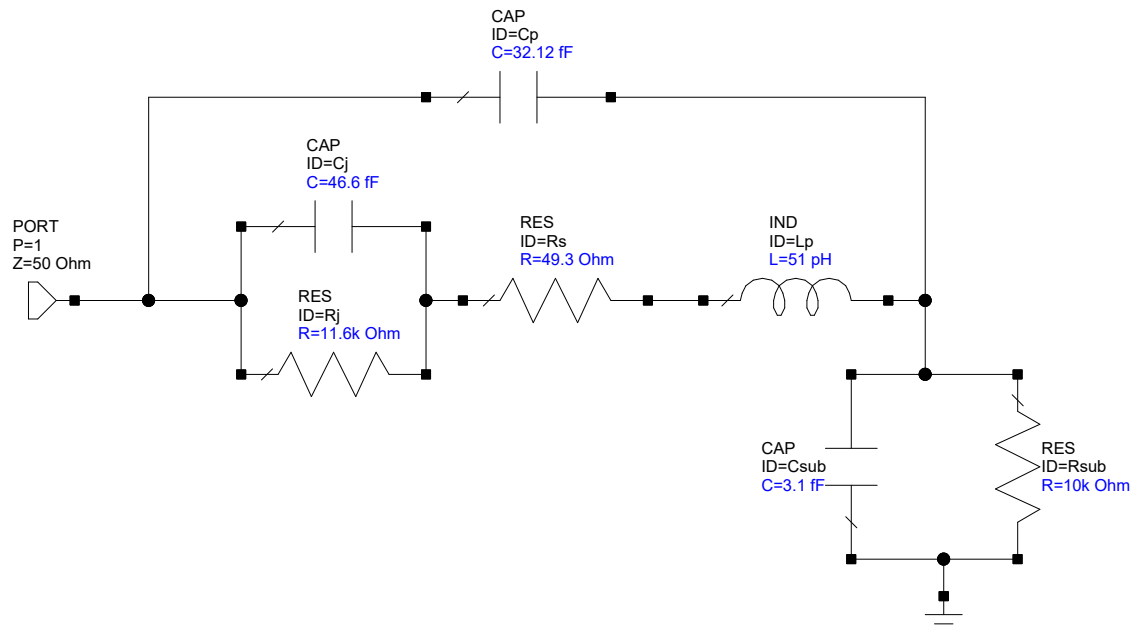 CAP
ID=Cp
C=32.12 fF
CAP
ID=Cj
C=46.6 fF
PORT
P=1
Z=50 Ohm
RES
ID=Rs
R=49.3 Ohm
IND
ID=Lp
L=51 pH
RES
ID=Rj
R=11.6k Ohm
CAP
ID=Csub
C=3.1 fF
RES
ID=Rsub
R=10k Ohm